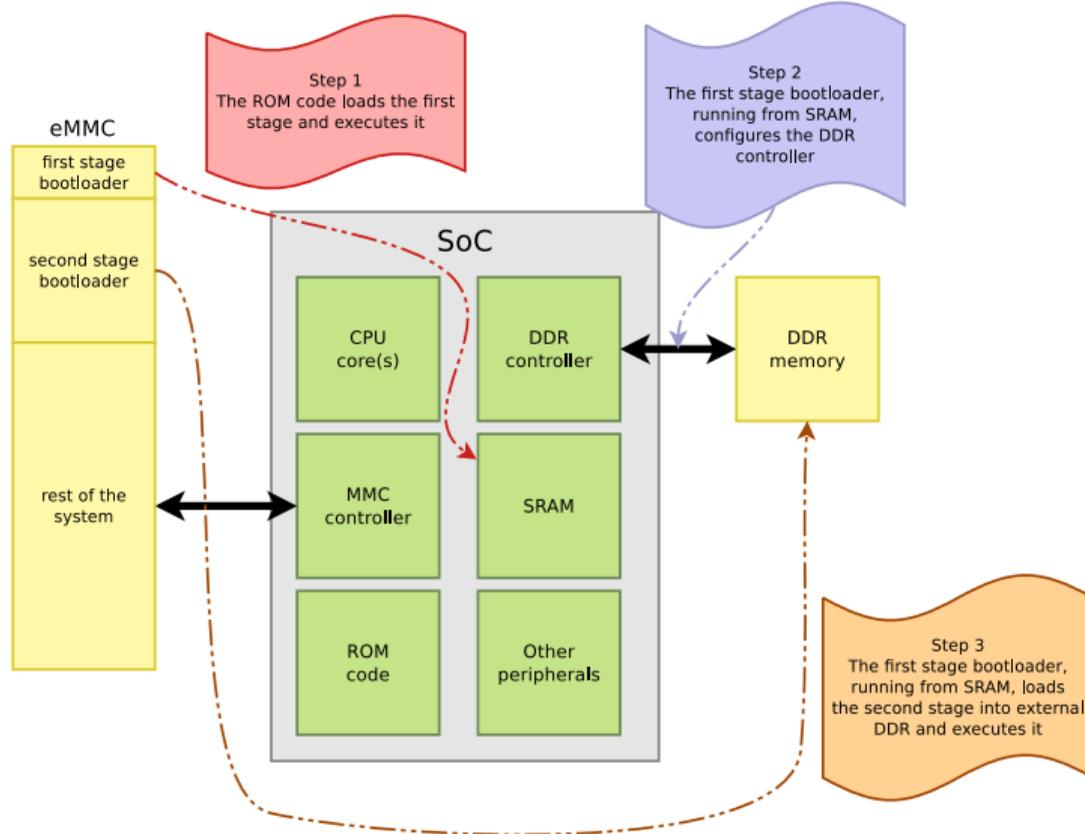 Step 1
The ROM code loads the first
stage and executes it
Step 2
The first stage bootloader,
running from SRAM,
configures the DDR
controller
eMMC
first stage
bootloader
second stage
bootloader
rest of the
system
SoC
CPU
core(s)
DDR
controller
MMC
controller
SRAM
ROM
code
Other
peripherals
DDR
memory
Step 3
The first stage bootloader,
running from SRAM, loads
the second stage into external
DDR and executes it